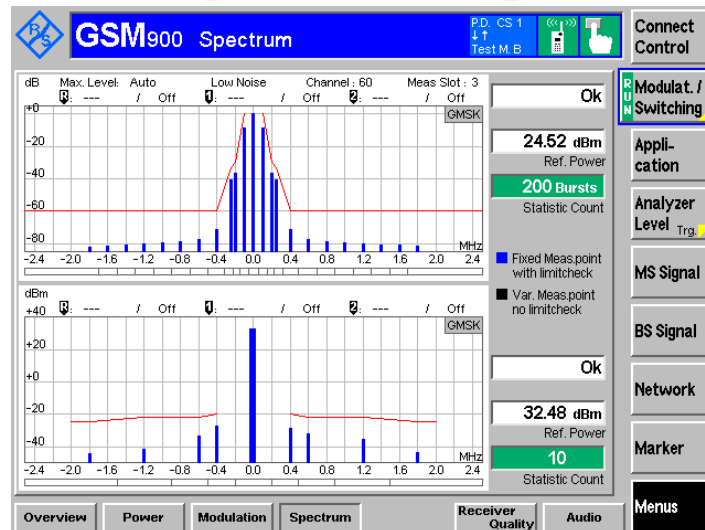 R/S
GSM900 Spectrum
P.D. CS 1
↓↑
Test M. B
Connect
Control
RUN
Modulat. /
Switching
Appli-
cation
Analyzer
Level Trg.
MS Signal
BS Signal
Network
Marker
Menus
dB Max. Level: Auto Low Noise Channel : 60 Meas Slot : 3
R: --- / Off 1: --- / Off 2: --- / Off
GMSK
+0
-20
-40
-60
-80
MHz
-2.4 -2.0 -1.6 -1.2 -0.8 -0.4 0.0 0.4 0.8 1.2 1.6 2.0 2.4
Ok
24.52 dBm
Ref. Power
200 Bursts
Statistic Count
Fixed Meas.point
with limitcheck
Var. Meas.point
no limitcheck
dBm
R: --- / Off 1: --- / Off 2: --- / Off
GMSK
+40
+20
+0
-20
-40
MHz
-2.4 -2.0 -1.6 -1.2 -0.8 -0.4 0.0 0.4 0.8 1.2 1.6 2.0 2.4
Ok
32.48 dBm
Ref. Power
10
Statistic Count
Overview Power Modulation Spectrum Receiver Quality Audio